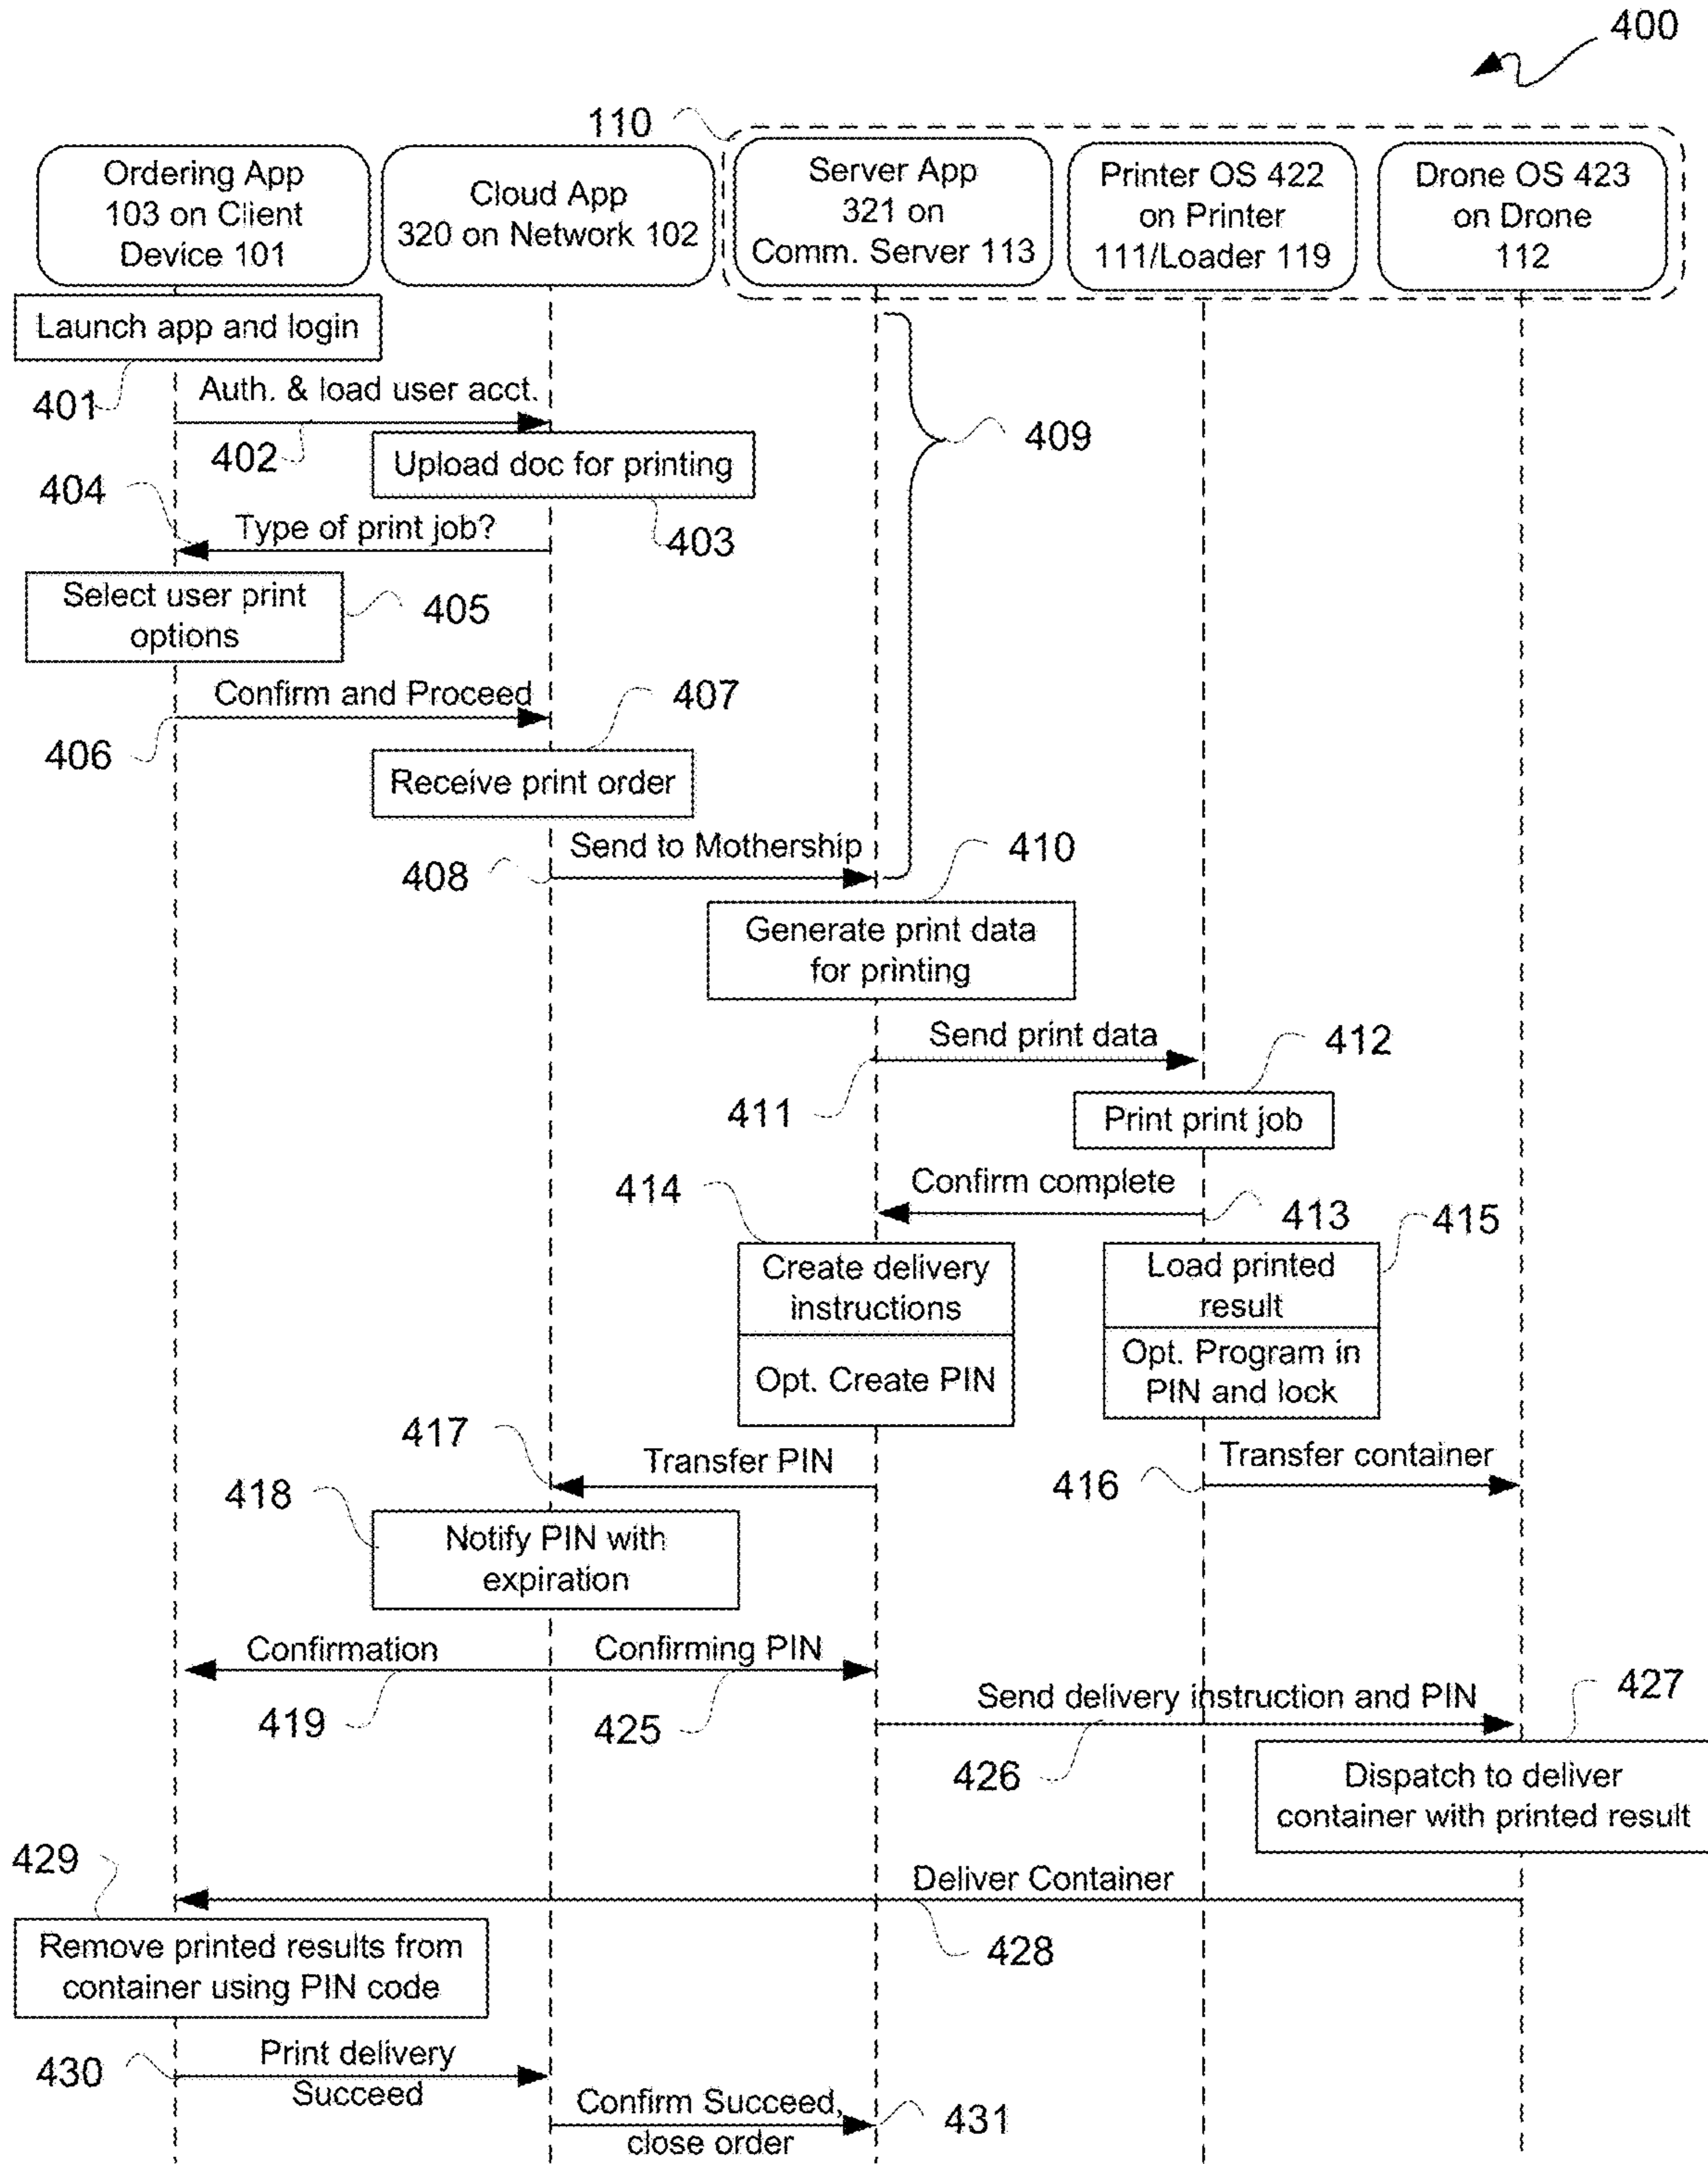 400
110
Ordering App
103 on Client
Device 101
Cloud App
320 on Network 102
Server App
321 on
Comm. Server 113
Printer OS 422
on Printer
111/Loader 119
Drone OS 423
on Drone
112
Launch app and login
401
Auth. & load user acct.
402
409
Upload doc for printing
404
Type of print job?
403
Select user print
options
405
Confirm and Proceed
407
406
Receive print order
Send to Mothership
408
410
Generate print data
for printing
Send print data
412
411
Print print job
Confirm complete
414
413
415
Create delivery
instructions
Opt. Create PIN
Load printed
result
Opt. Program in
PIN and lock
417
Transfer PIN
Transfer container
416
418
Notify PIN with
expiration
Confirmation
Confirming PIN
419
425
Send delivery instruction and PIN
427
426
Dispatch to deliver
container with printed result
429
Deliver Container
428
Remove printed results from
container using PIN code
430
Print delivery
Succeed
Confirm Succeed,
close order
431